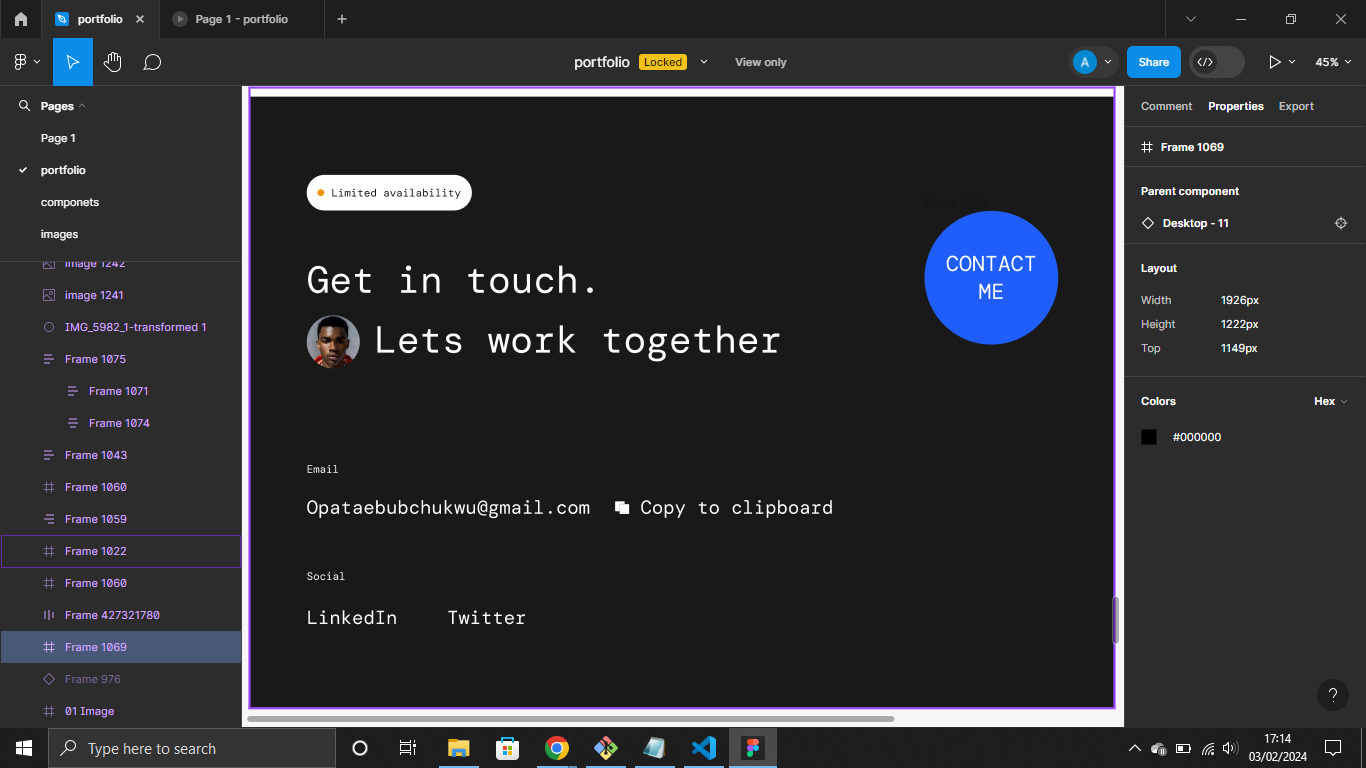 portfolio
Page 1 - portfolio
portfolio
Locked
View only
A
Share
45%
Pages
Page 1
portfolio
componets
images
image 1242
image 1241
IMG_5982_1-transformed 1
Frame 1075
Frame 1071
Frame 1074
Frame 1043
Frame 1060
Frame 1059
Frame 1022
Frame 1060
Frame 427321780
Frame 1069
Frame 976
01 Image
Limited availability
CONTACT
ME
Get in touch.
Lets work together
Email
Opataebubchukwu@gmail.com
Copy to clipboard
Social
LinkedIn
Twitter
Comment
Properties
Export
Frame 1069
Parent component
Desktop - 11
Layout
Width 1926px
Height 1222px
Top 1149px
Colors
Hex
#000000
?
Type here to search
17:14
03/02/2024